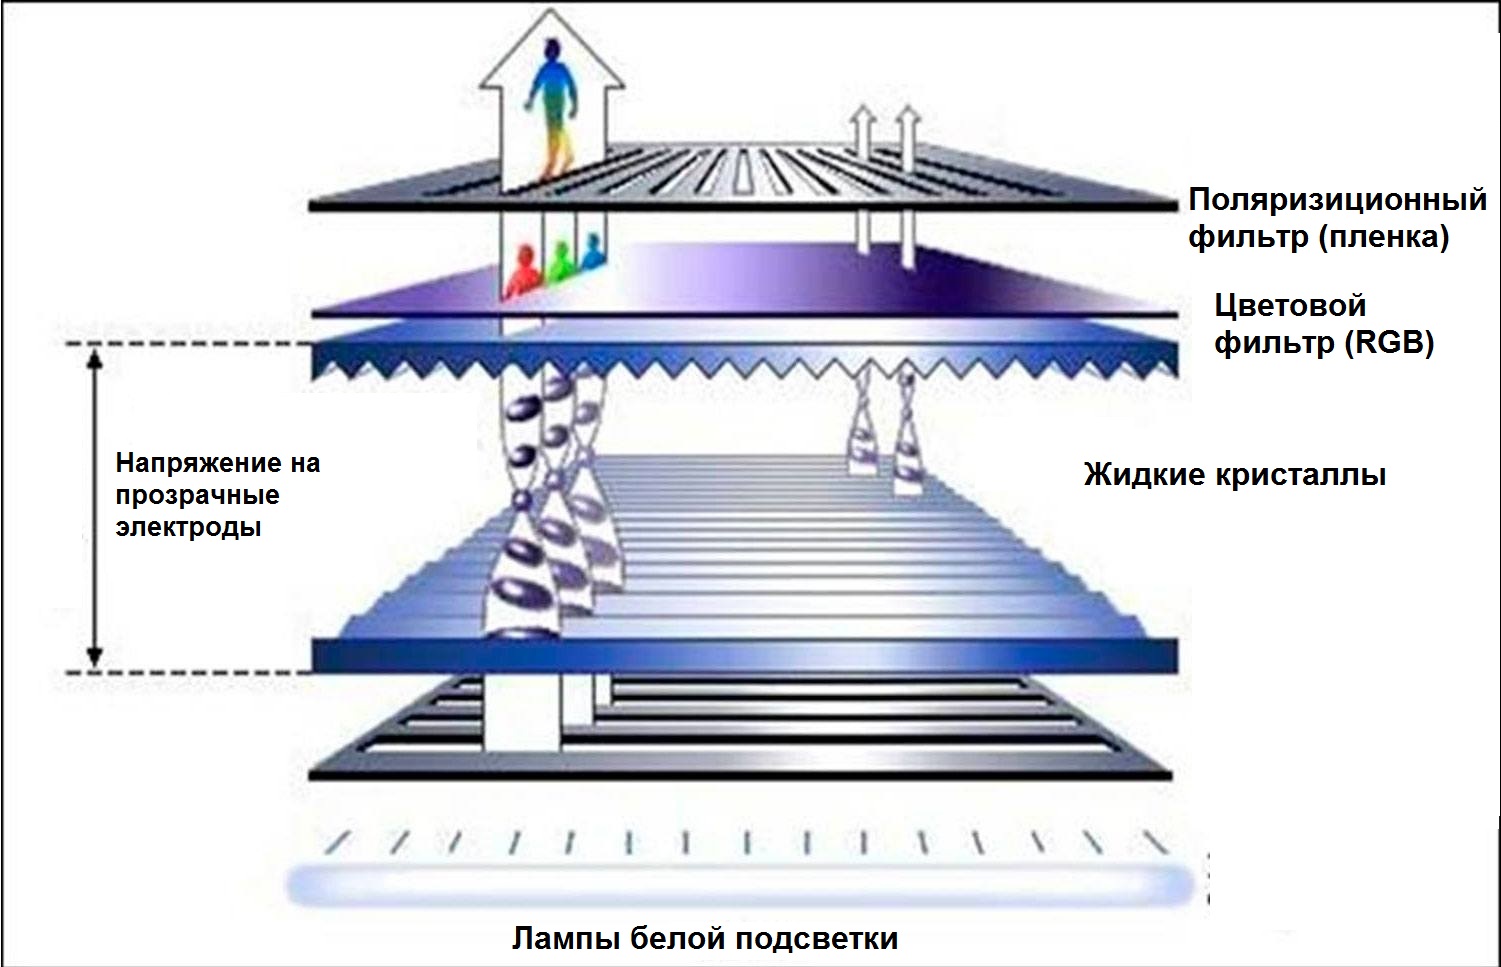 Поляризиционный
фильтр (пленка)
Цветовой
фильтр (RGB)
Напряжение на
прозрачные
электроды
Жидкие кристаллы
Лампы белой подсветки